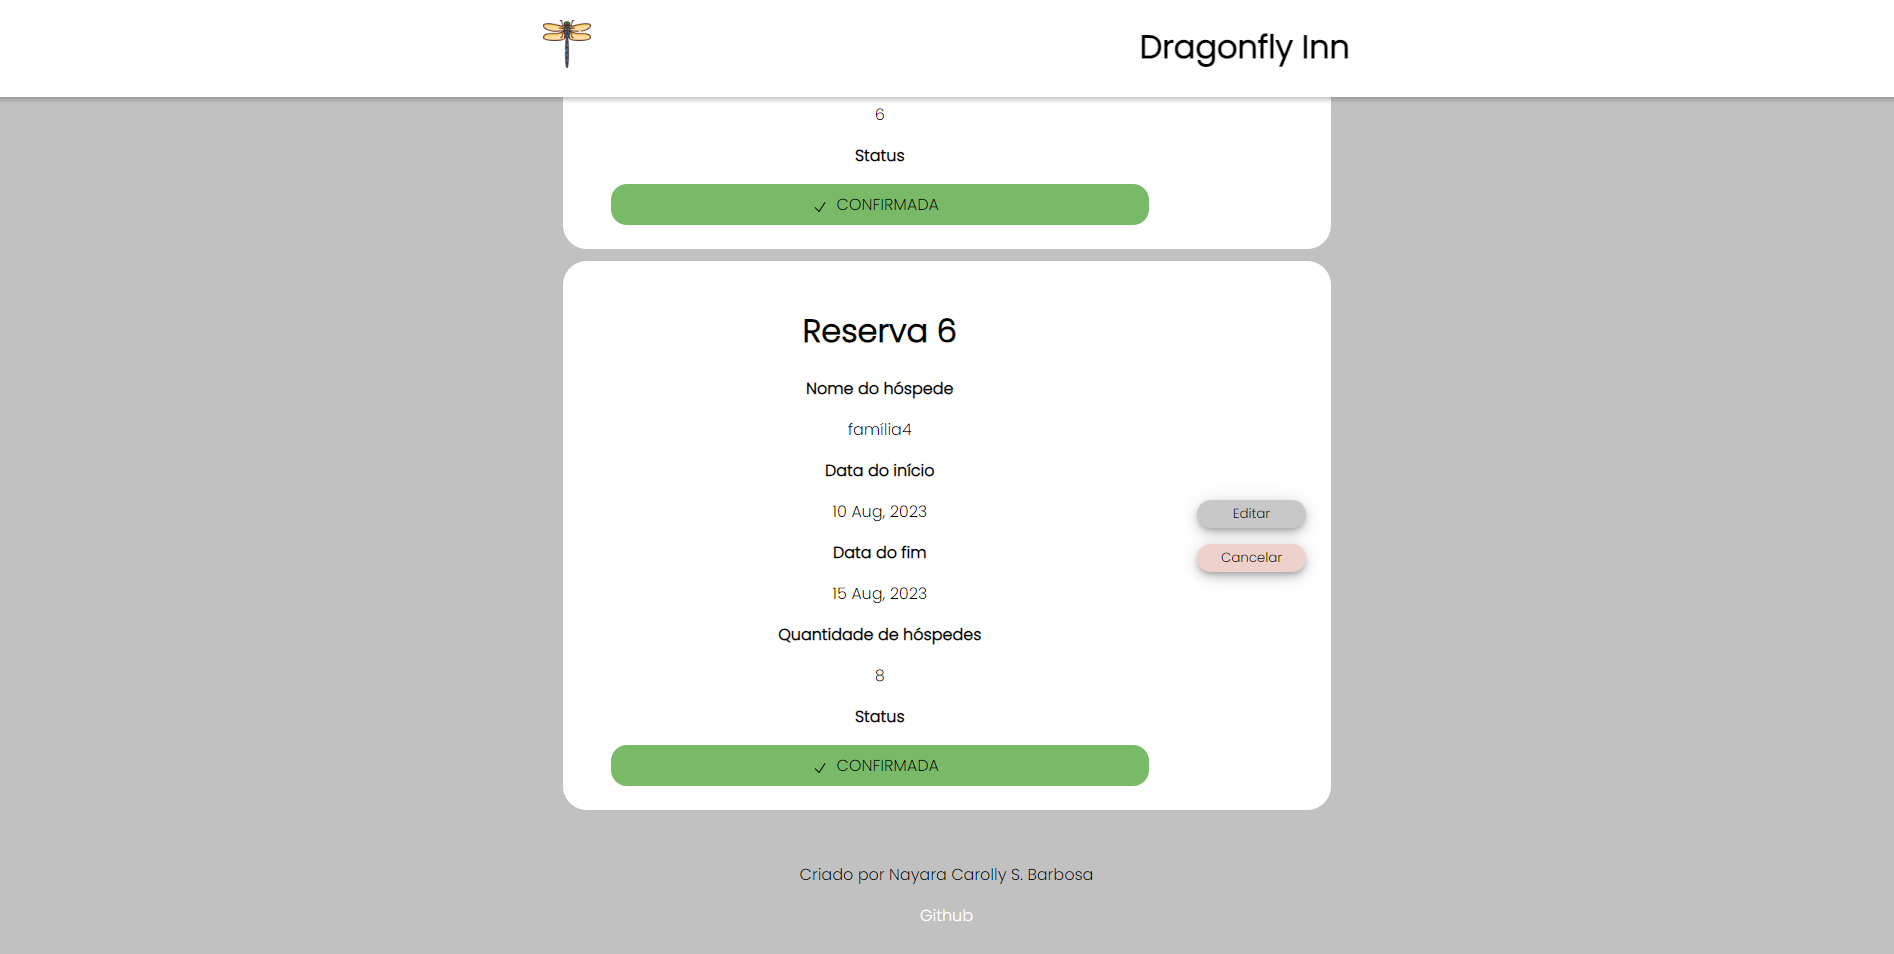 Dragonfly Inn
6
Status
CONFIRMADA
Reserva 6
Nome do hóspede
família4
Data do início
10 Aug, 2023
Editar
Data do fim
Cancelar
15 Aug, 2023
Quantidade de hóspedes
8
Status
CONFIRMADA
Criado por Nayara Carolly S. Barbosa
Github